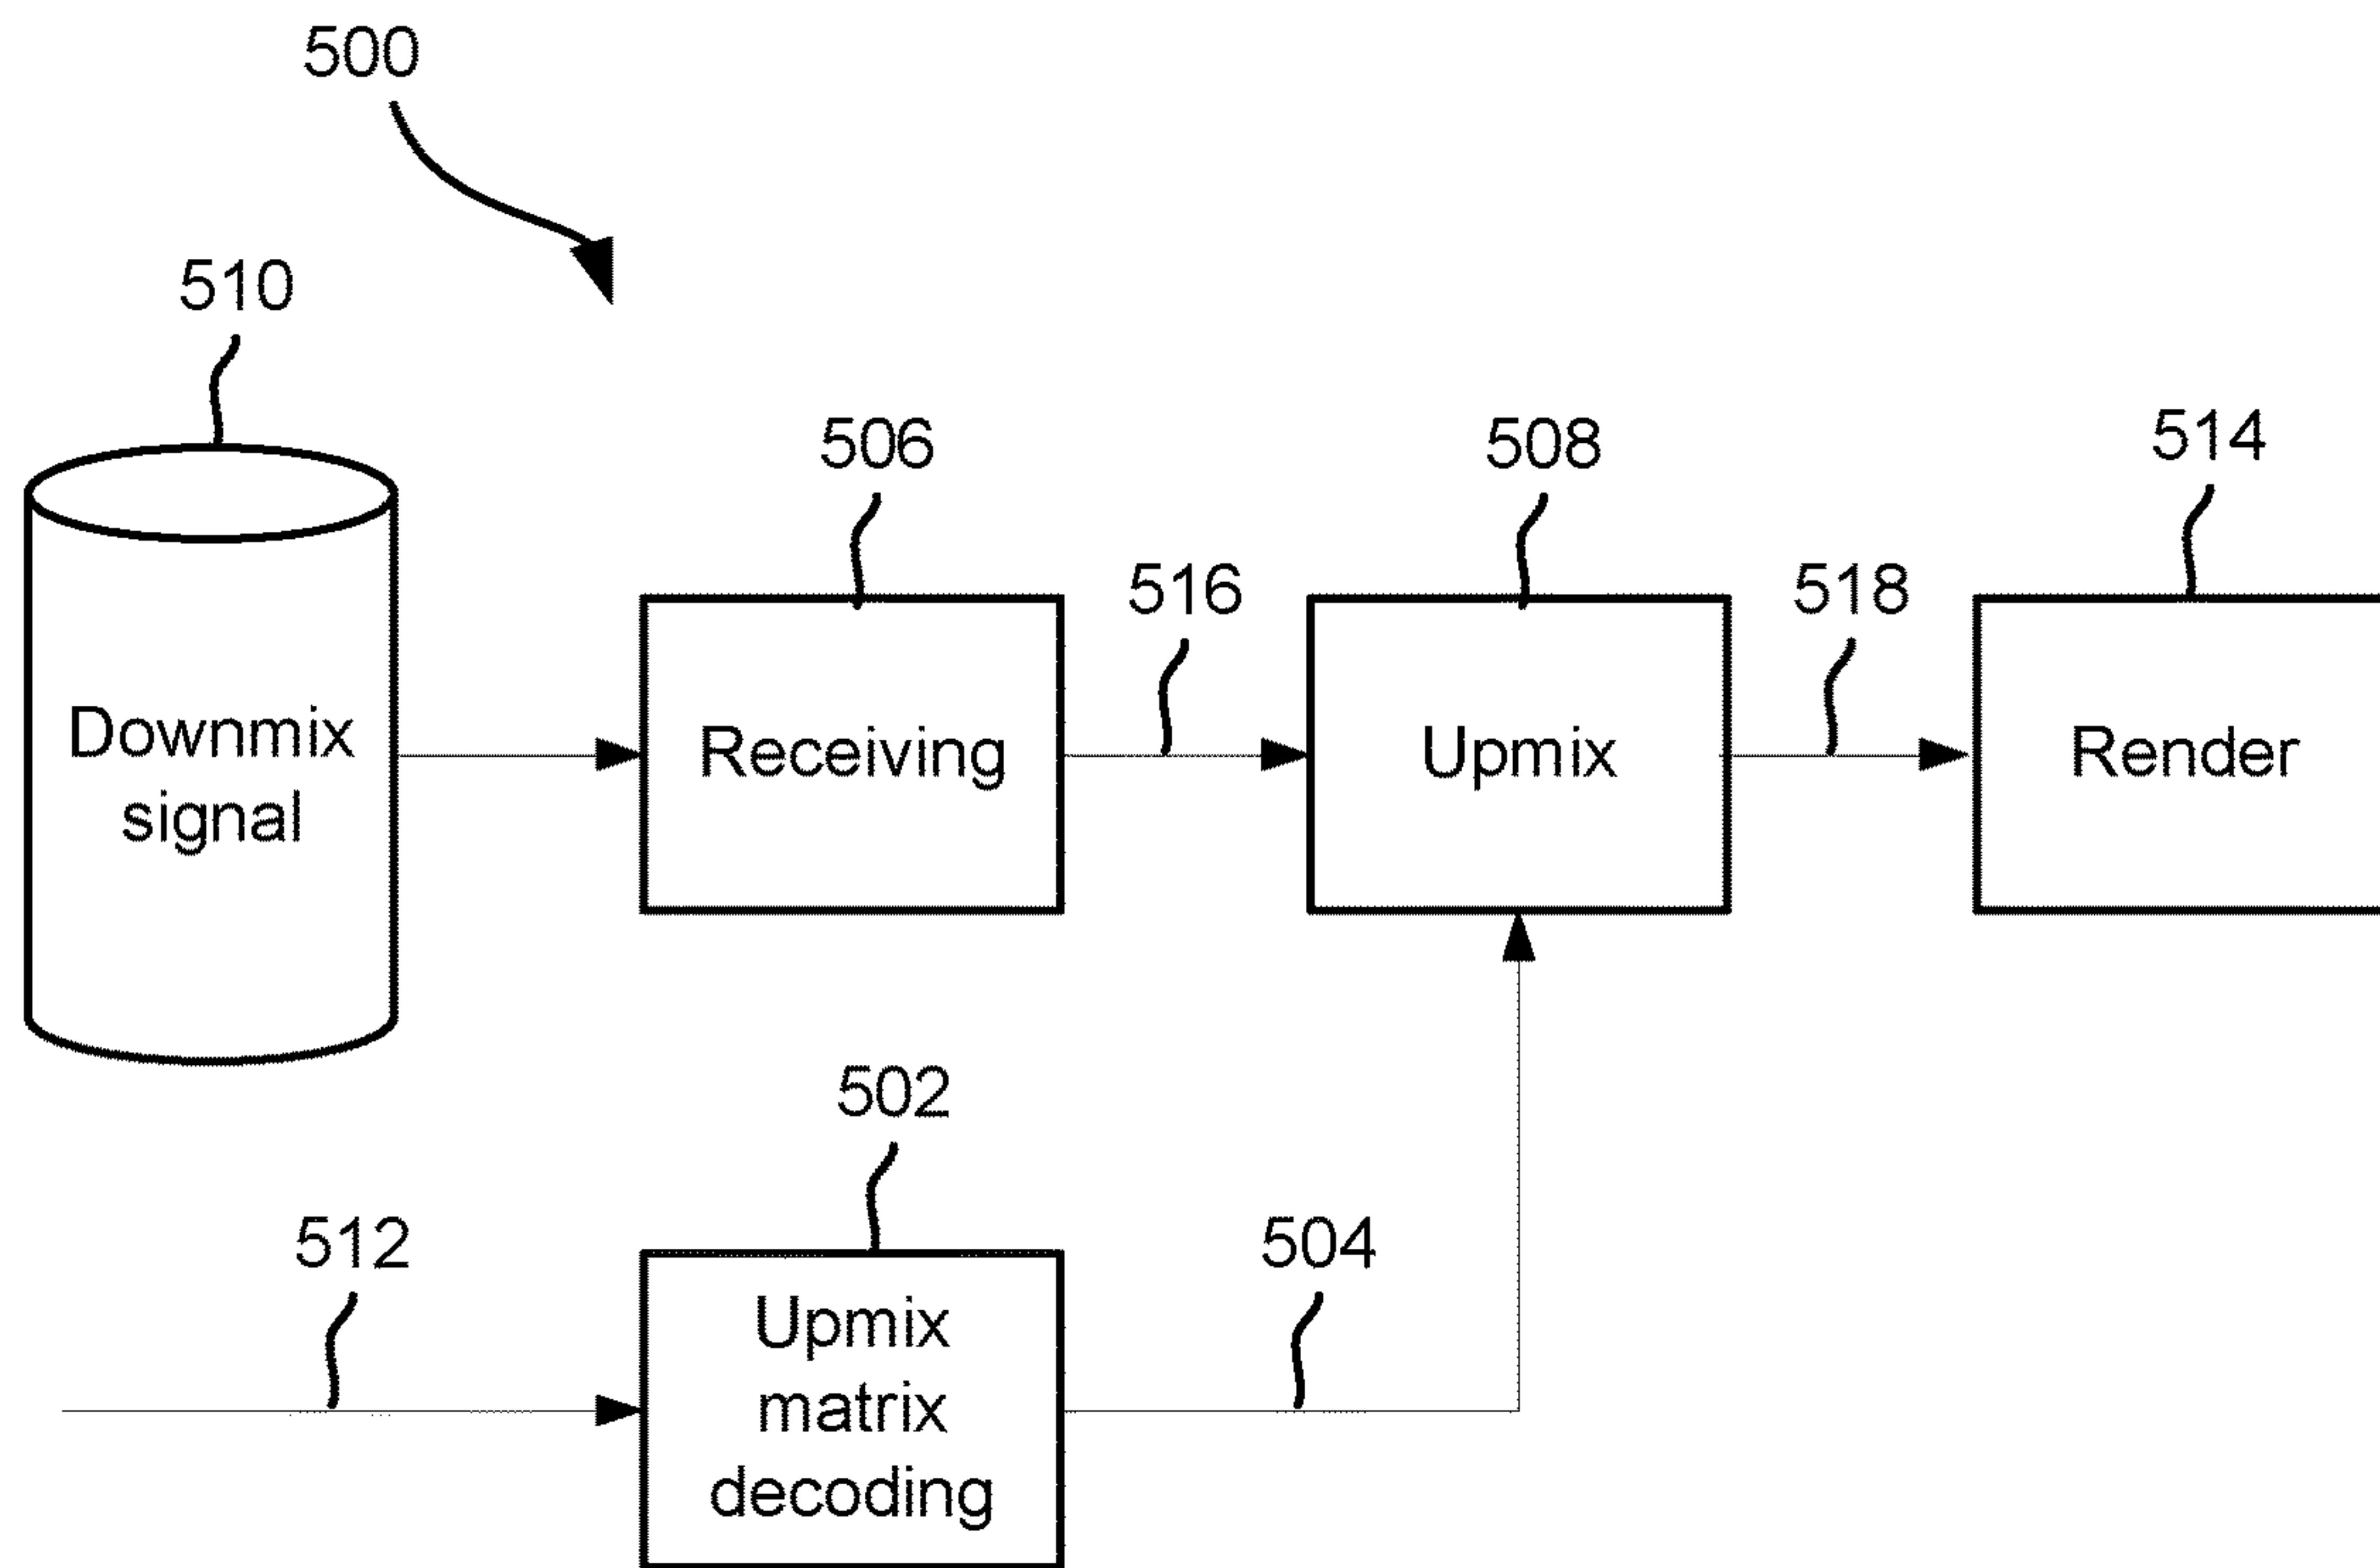 500
510
506
508
514
516
518
Downmix
signal
Receiving
Upmix
Render
502
512
504
Upmix
matrix
decoding